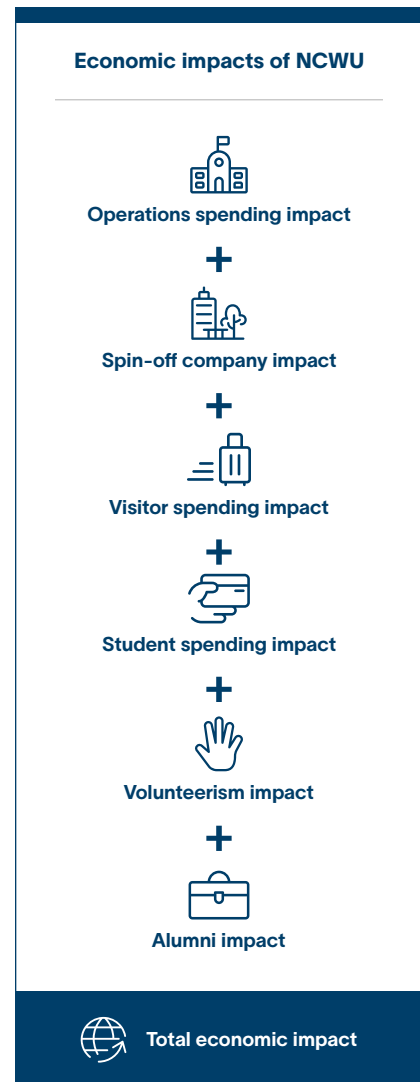 Economic impacts of NCWU
Operations spending impact
+
Spin-off company impact
+
Visitor spending impact
+
Student spending impact
+
Volunteerism impact
+
Alumni impact
Total economic impact